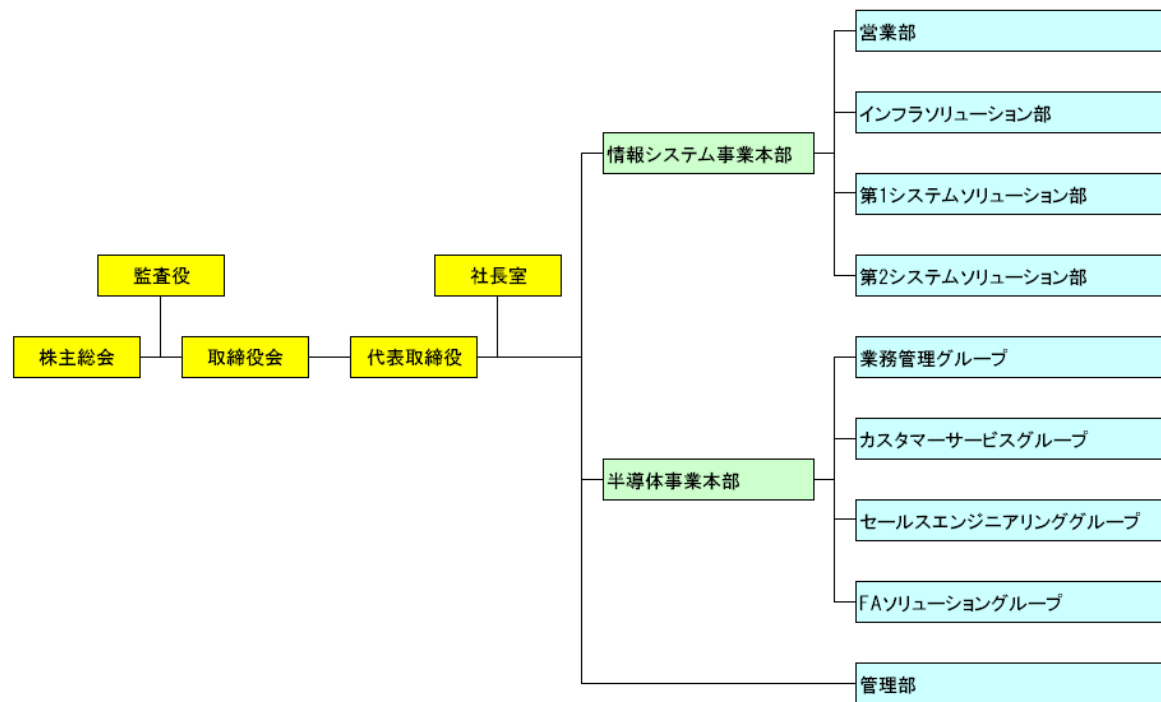 営業部
インフラソリューション部
情報システム事業本部
第1システムソリューション部
第2システムソリューション部
監査役
社長室
株主総会
取締役会
代表取締役
業務管理グループ
カスタマーサービスグループ
半導体事業本部
セールスエンジニアリンググループ
FAソリューショングループ
管理部